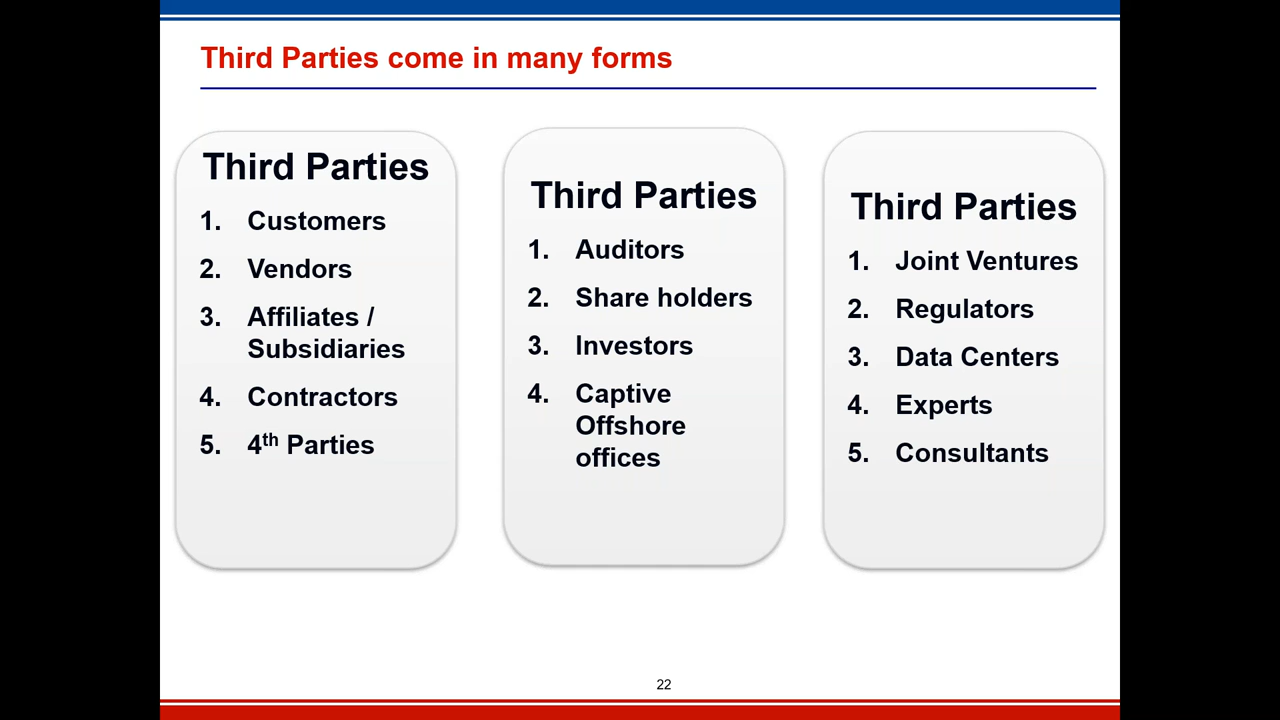 Third Parties come in many forms
Third Parties
1. Customers
2. Vendors
3. Affiliates /
Subsidiaries
4. Contractors
5. 4th Parties
Third Parties
1. Auditors
2. Share holders
3. Investors
4. Captive
Offshore
offices
Third Parties
1. Joint Ventures
2. Regulators
3. Data Centers
4. Experts
5. Consultants
22